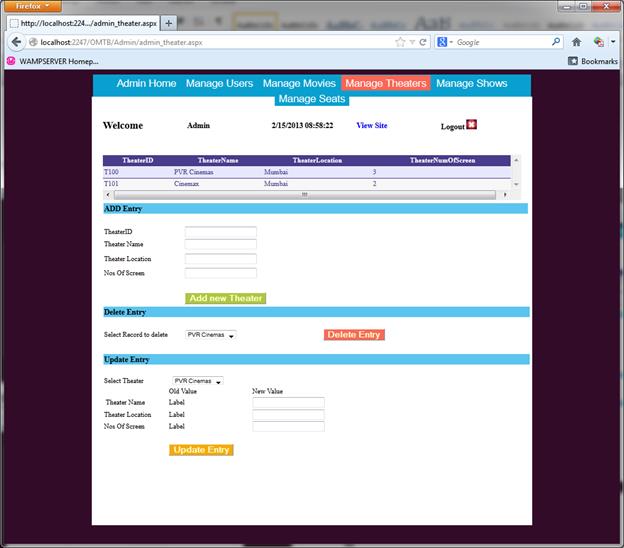 Firefox
http://localhost:224.../admin_theater.aspx
localhost:2247/OMTB/Admin/admin_theater.aspx
Google
WAMPSERVER Homep...
Bookmarks
Admin Home Manage Users Manage Movies Manage Theaters Manage Shows
Manage Seats
Welcome Admin 2/15/2013 08:58:22 View Site Logout
TheaterID TheaterName TheaterLocation TheaterNumOfScreen
T100 PVR Cinemas Mumbai 3
T101 Cinemax Mumbai 2
ADD Entry
TheaterID
Theater Name
Theater Location
Nos Of Screen
Add new Theater
Delete Entry
Select Record to delete PVR Cinemas Delete Entry
Update Entry
Select Theater PVR Cinemas
Old Value New Value
Theater Name Label
Theater Location Label
Nos Of Screen Label
Update Entry